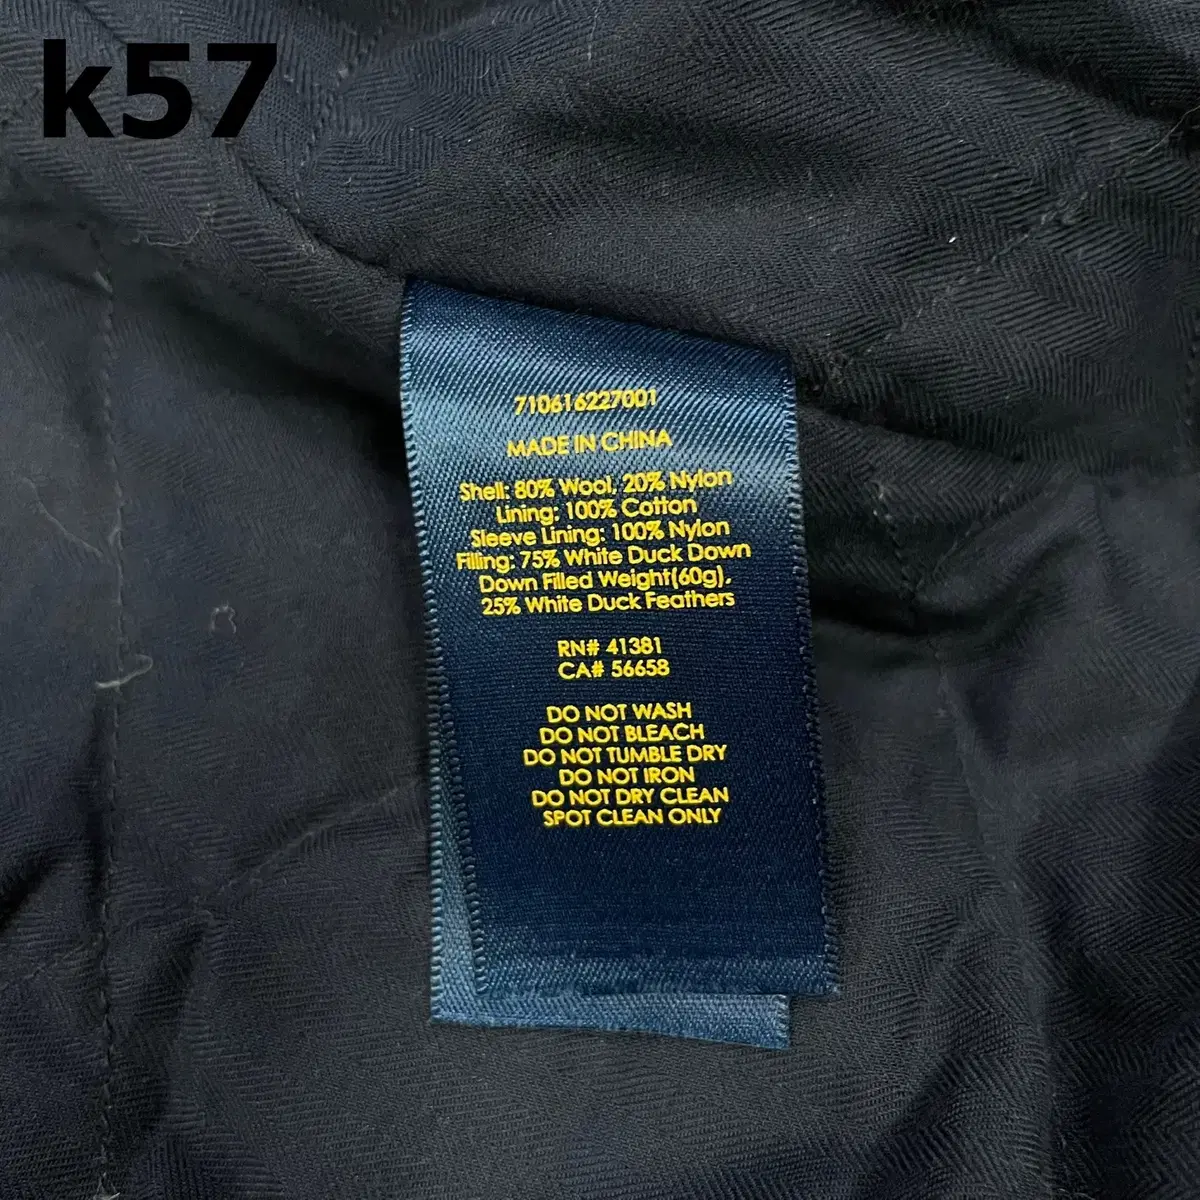 k57
710616227001
MADE IN CHINA
Shell: 80% Wool, 20% Nylon
Lining: 100% Cotton
Sleeve Lining: 100% Nylon
Filling: 75% White Duck Down
Down Filled Weight(60g),
25% White Duck Feathers
RN# 41381
CA# 56658
DO NOT WASH
DO NOT BLEACH
DO NOT TUMBLE DRY
DO NOT IRON
DO NOT DRY CLEAN
SPOT CLEAN ONLY